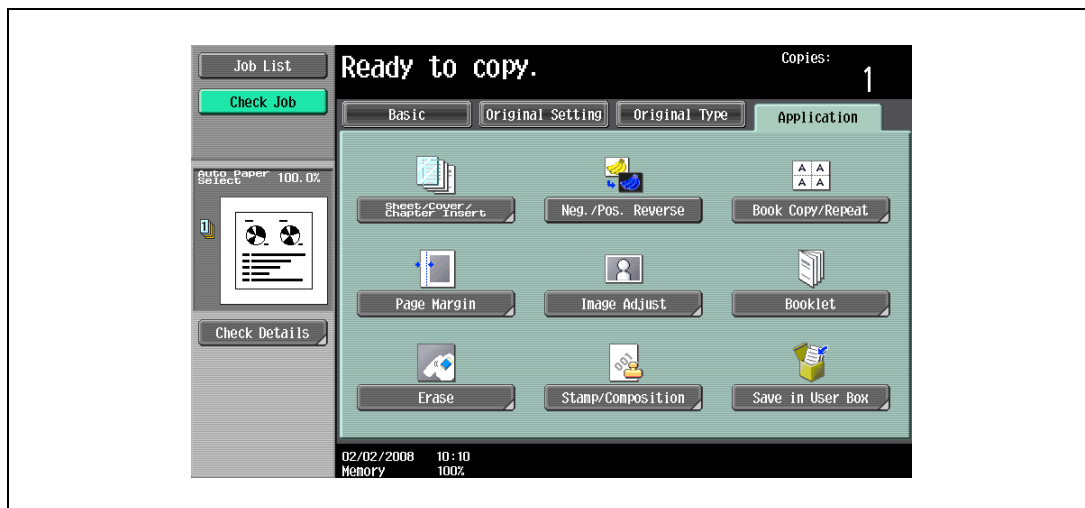 Job List
Check Job
Auto Paper
Select 100.0%
1
Check Details
Ready to copy.
Copies:
1
Basic
Original Setting
Original Type
Application
Sheet/Cover/
Chapter Insert
Neg./Pos. Reverse
A A
A A
Book Copy/Repeat
Page Margin
Image Adjust
Booklet
Erase
001
Stamp/Composition
Save in User Box
02/02/2008 10:10
Memory 100%